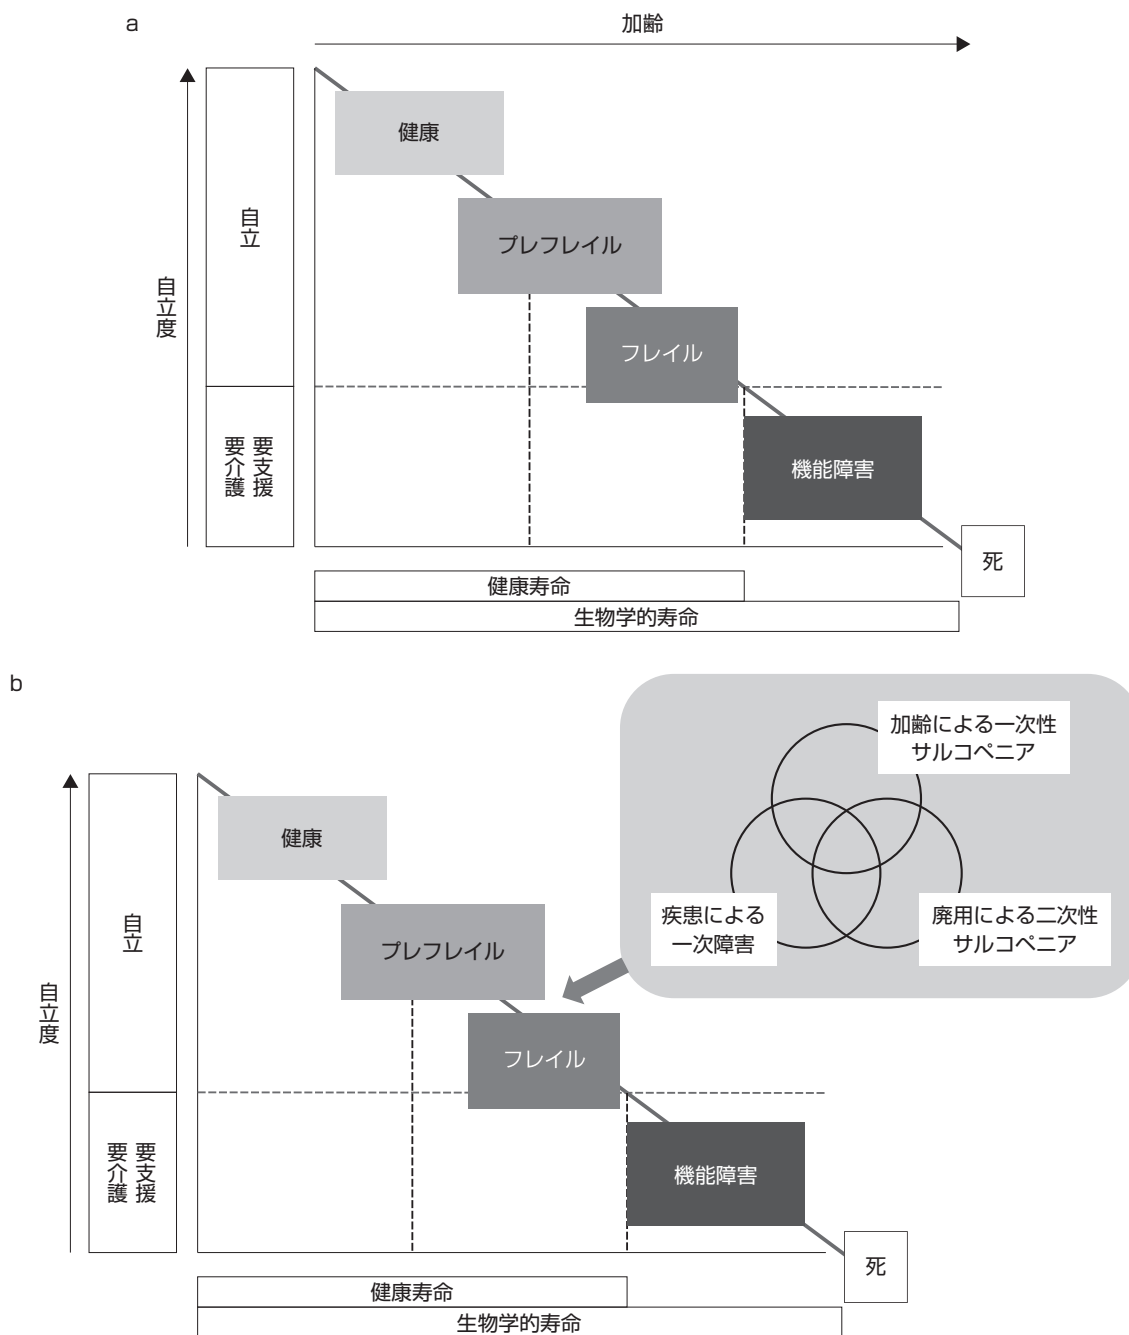 a
加齢
自立度
自立
要支援
要介護
健康
プレフレイル
フレイル
機能障害
死
健康寿命
生物学的寿命
b
自立度
自立
要支援
要介護
健康
プレフレイル
フレイル
機能障害
死
加齢による一次性
サルコペニア
疾患による
一次障害
廃用による二次性
サルコペニア
健康寿命
生物学的寿命